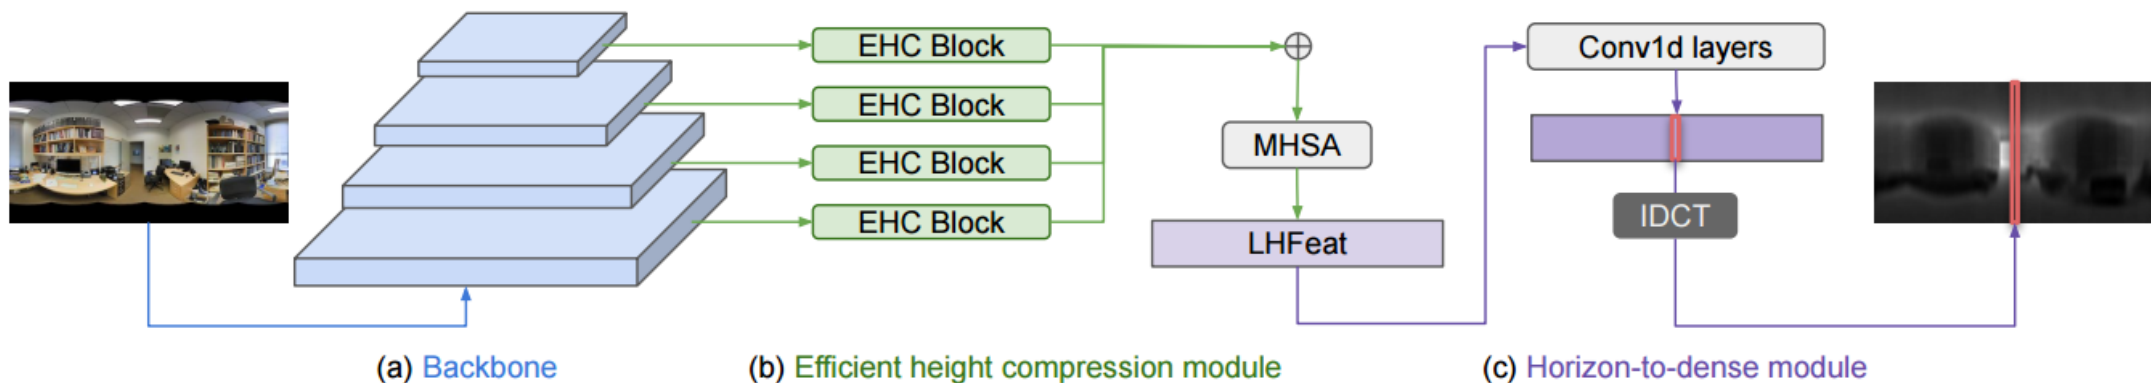 EHC Block
EHC Block
EHC Block
EHC Block
MHSA
LHFeat
Conv1d layers
IDCT
(a) Backbone
(b) Efficient height compression module
(c) Horizon-to-dense module